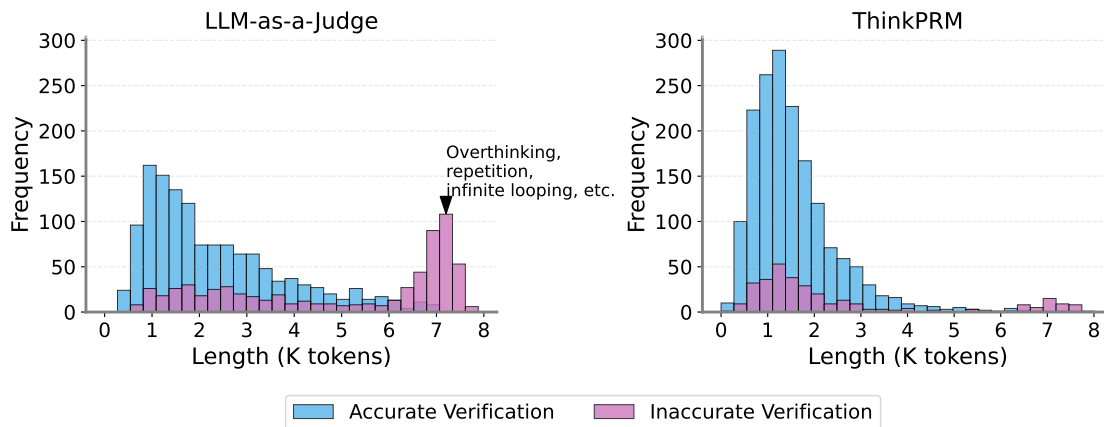 LLM-as-a-Judge
300
250
200
150
100
50
0
Frequency
Overthinking,
repetition,
infinite looping, etc.
0 1 2 3 4 5 6 7 8
Length (K tokens)
ThinkPRM
300
250
200
150
100
50
0
Frequency
0 1 2 3 4 5 6 7 8
Length (K tokens)
Accurate Verification
Inaccurate Verification